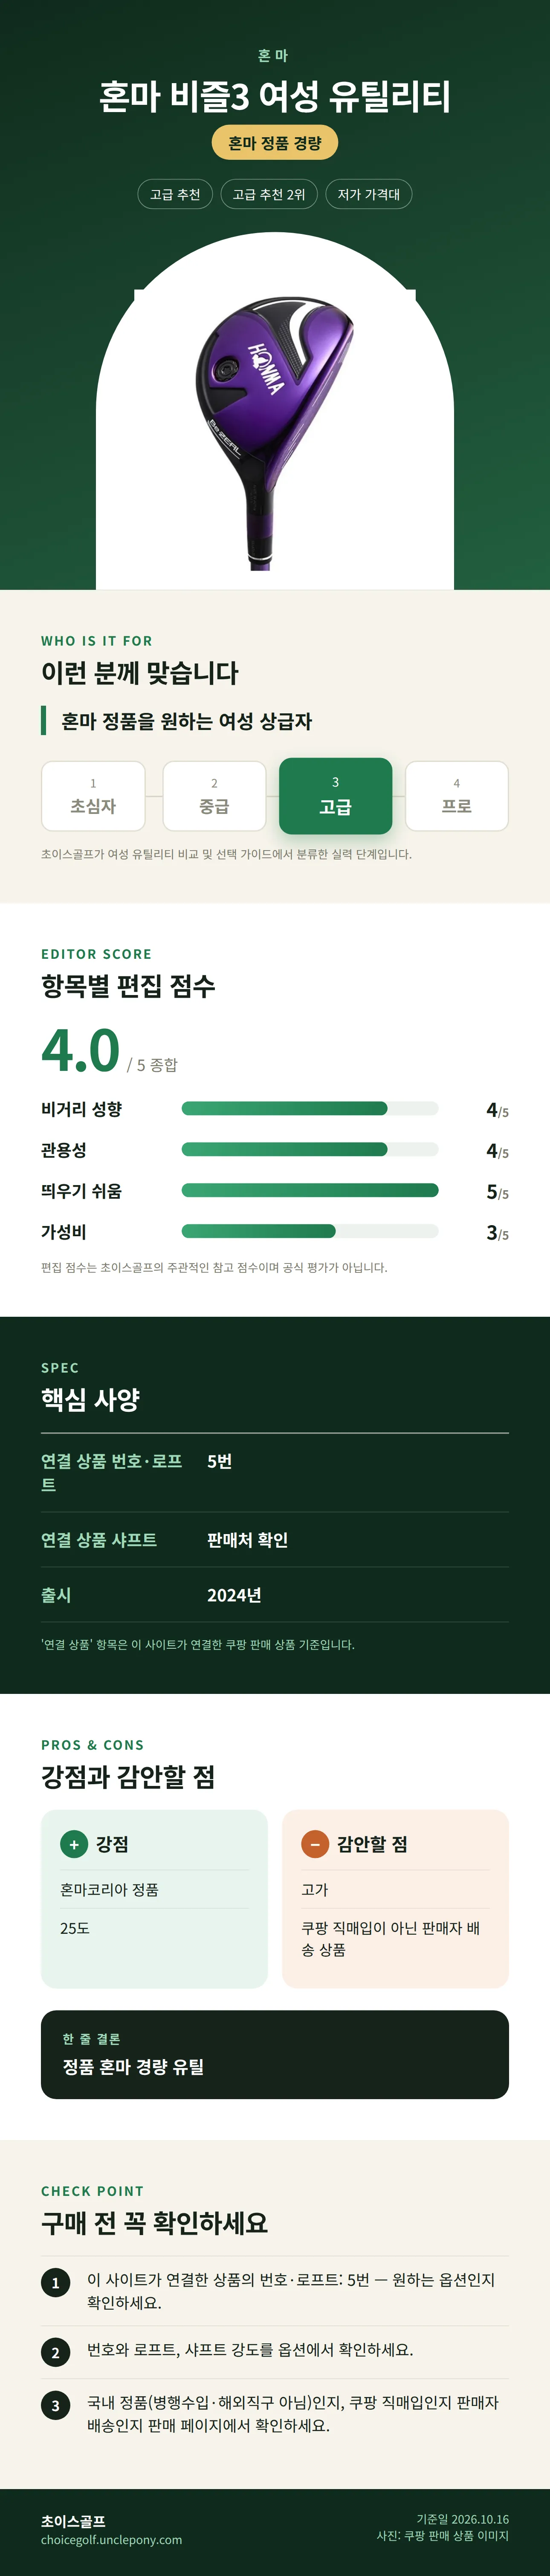 혼마
혼마 비즐3 여성 유틸리티
혼마 정품 경량
고급 추천
고급 추천 2위
저가 가격대
HONMA
Be ZEAL
WHO IS IT FOR
이런 분께 맞습니다
혼마 정품을 원하는 여성 상급자
1
초심자
2
중급
3
고급
4
프로
초이스골프가 여성 유틸리티 비교 및 선택 가이드에서 분류한 실력 단계입니다.
EDITOR SCORE
항목별 편집 점수
4.0 / 5 종합
비거리 성향 4/5
관용성 4/5
띄우기 쉬움 5/5
가성비 3/5
편집 점수는 초이스골프의 주관적인 참고 점수이며 공식 평가가 아닙니다.
SPEC
핵심 사양
연결 상품 번호·로프 5번
트
연결 상품 샤프트 판매처 확인
출시 2024년
'연결 상품' 항목은 이 사이트가 연결한 쿠팡 판매 상품 기준입니다.
PROS & CONS
강점과 감안할 점
+ 강점
혼마코리아 정품
25도
− 감안할 점
고가
쿠팡 직매입이 아닌 판매자 배
송 상품
한 줄 결론
정품 혼마 경량 유틸
CHECK POINT
구매 전 꼭 확인하세요
1 이 사이트가 연결한 상품의 번호·로프트: 5번 — 원하는 옵션인지
확인하세요.
2 번호와 로프트, 샤프트 강도를 옵션에서 확인하세요.
3 국내 정품(병행수입·해외직구 아님)인지, 쿠팡 직매입인지 판매자
배송인지 판매 페이지에서 확인하세요.
초이스골프
choicegolf.unclepony.com
기준일 2026.10.16
사진: 쿠팡 판매 상품 이미지